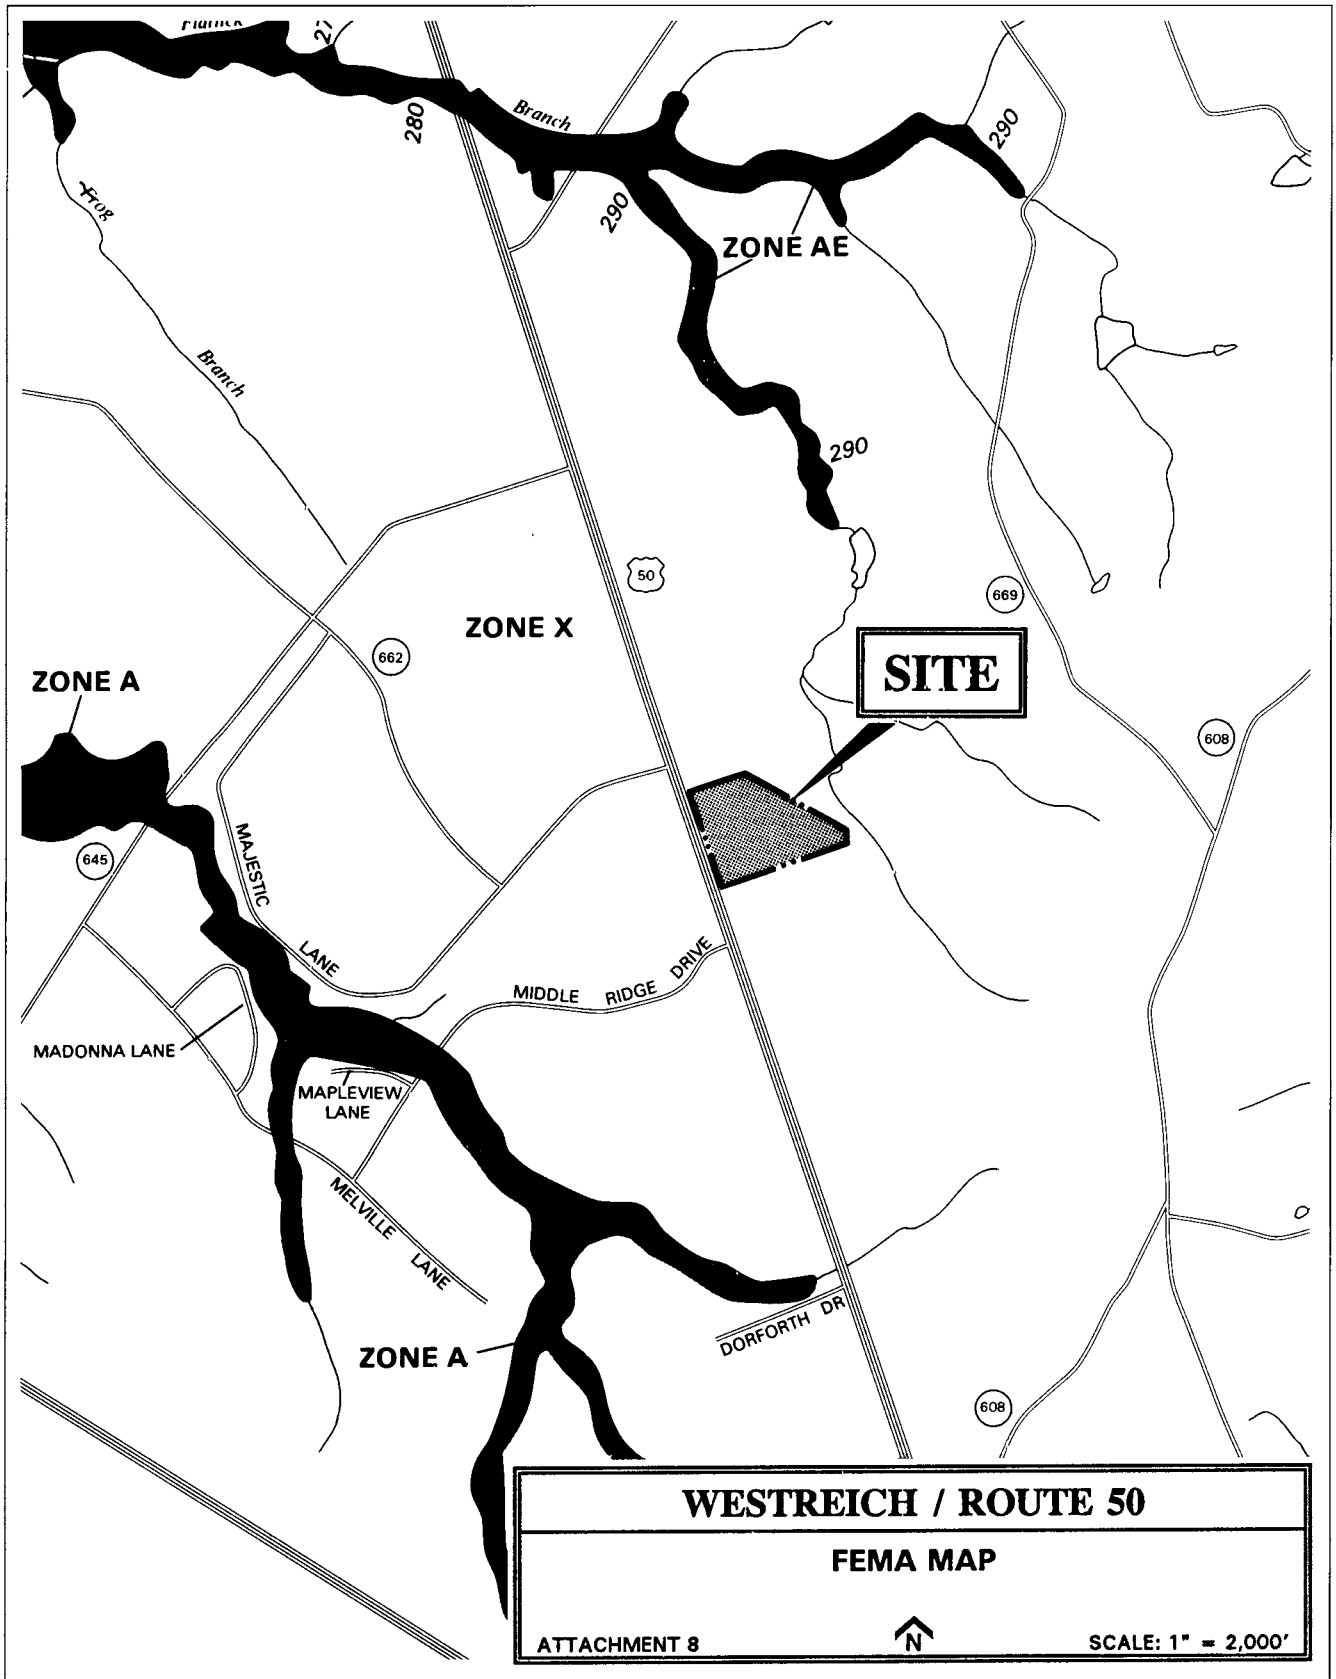 Branch
280
290
Frog
290
ZONE AE
Branch
290
50
669
ZONE X
662
ZONE A
SITE
608
645
MAJESTIC
LANE
MIDDLE RIDGE DRIVE
MADONNA LANE
MAPLEVIEW
LANE
MELVILLE LANE
DORFORTH DR
ZONE A
608
WESTREICH / ROUTE 50
FEMA MAP
ATTACHMENT 8
N
SCALE: 1" = 2,000'